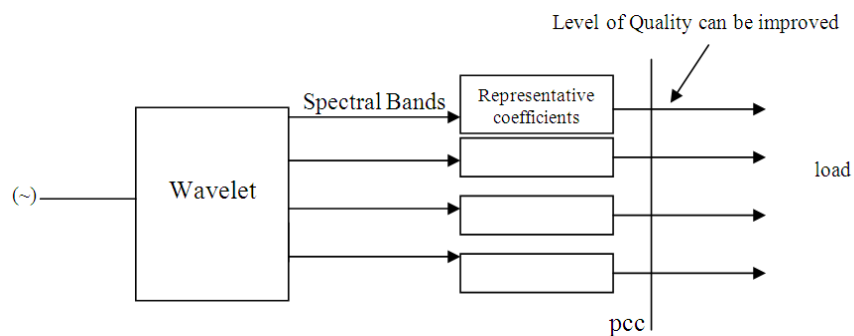 Level of Quality can be improved
Spectral Bands
Representative
coefficients
Wavelet
(~)
load
pcc